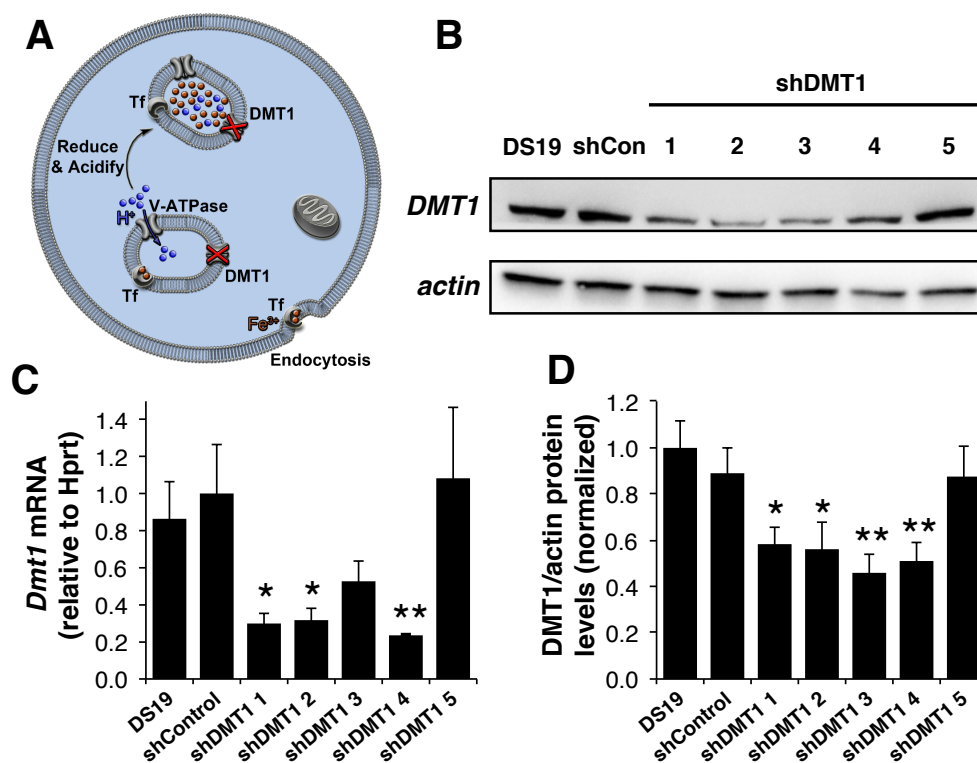 A
Tf
DMT1
Reduce
& Acidify
H+
V-ATPase
DMT1
Tf
Tf
Fe3+
Endocytosis
B
shDMT1
DS19 shCon 1 2 3 4 5
DMT1
actin
C
Dmt1 mRNA
(relative to Hprt)
1.4
1.2
1.0
0.8
0.6
0.4
0.2
0.0
*
*
**
DS19
shControl
shDMT1 1
shDMT1 2
shDMT1 3
shDMT1 4
shDMT1 5
D
DMT1/actin protein
levels (normalized)
1.2
1.0
0.8
0.6
0.4
0.2
0.0
*
*
**
**
DS19
shControl
shDMT1 1
shDMT1 2
shDMT1 3
shDMT1 4
shDMT1 5